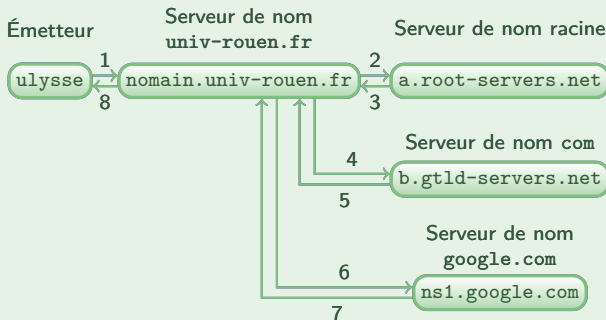 Émetteur
Serveur de nom
univ-rouen.fr
Serveur de nom racine
ulysse
1
8
nomain.univ-rouen.fr
2
3
a.root-servers.net
Serveur de nom com
4
5
b.gtld-servers.net
Serveur de nom
google.com
6
7
ns1.google.com